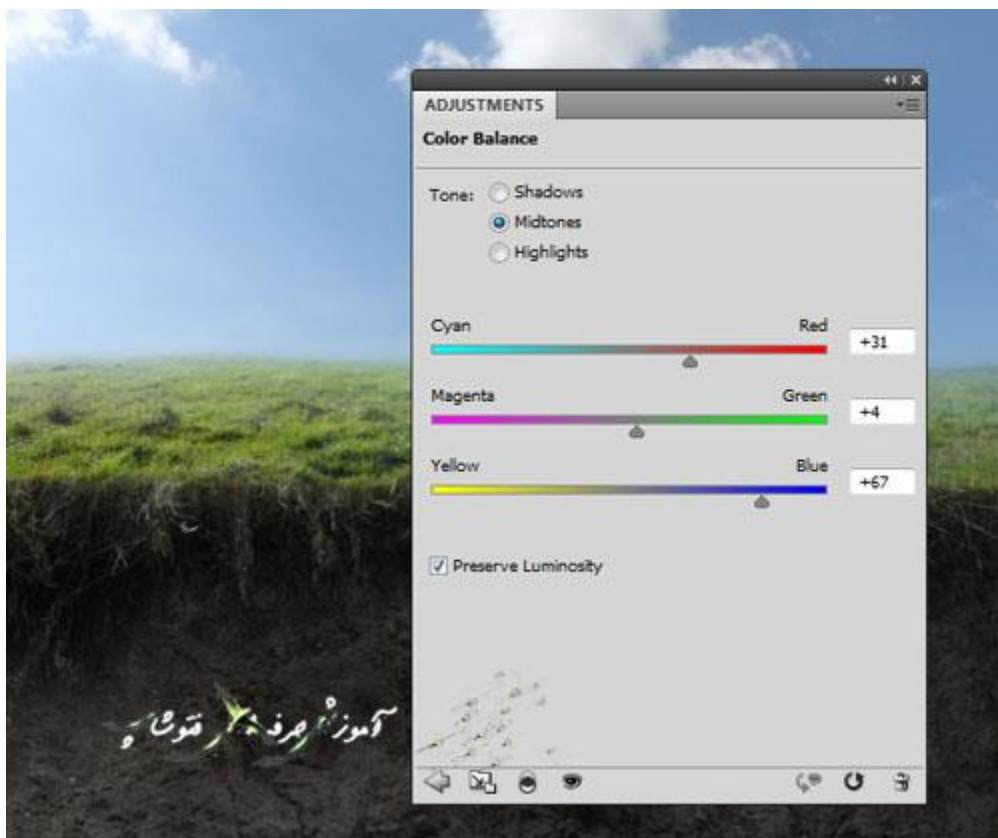 ADJUSTMENTS
Color Balance
Tone: Shadows
Midtones
Highlights
Cyan Red +31
Magenta Green +4
Yellow Blue +67
Preserve Luminosity
آموزش حرفه ای فتوشاپ